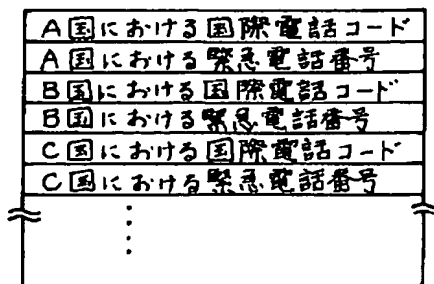 A国における国際電話コード
A国における緊急電話番号
B国における国際電話コード
B国における緊急電話番号
C国における国際電話コード
C国における緊急電話番号